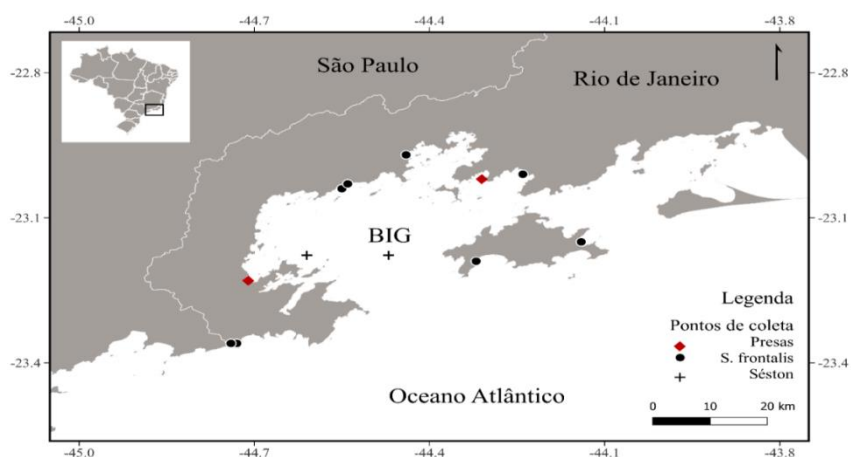 -45.0 -44.7 -44.4 -44.1 -43.8
-22.8 São Paulo Rio de Janeiro -22.8
-23.1 BIG -23.1
Legenda
Pontos de coleta
Presas
S. frontalis
Séston
-23.4 Oceano Atlântico -23.4
0 10 20 km
-45.0 -44.7 -44.4 -44.1 -43.8